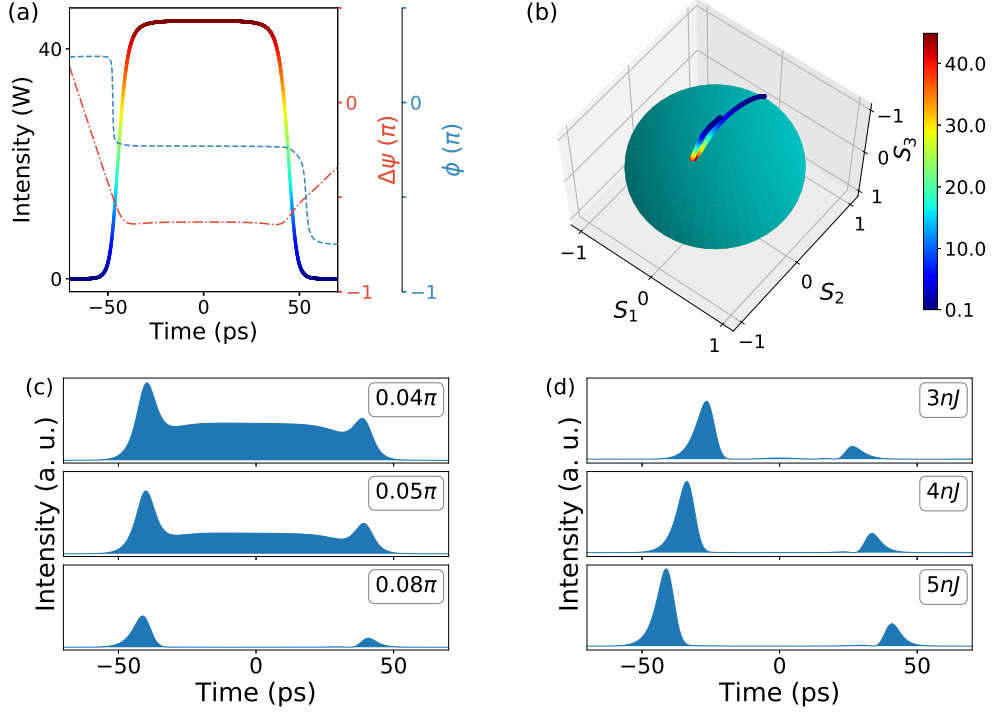 (a)
Intensity (W)
40
0
−50
0
50
Time (ps)
0
−1
Δψ (π)
0
−1
ϕ (π)
(b)
−1
0
1
S₁
−1
0
1
S₂
−1
0
1
S₃
40.0
30.0
20.0
10.0
0.1
(c)
0.04π
0.05π
0.08π
Intensity (a. u.)
−50
0
50
Time (ps)
(d)
3nJ
4nJ
5nJ
Intensity (a. u.)
−50
0
50
Time (ps)